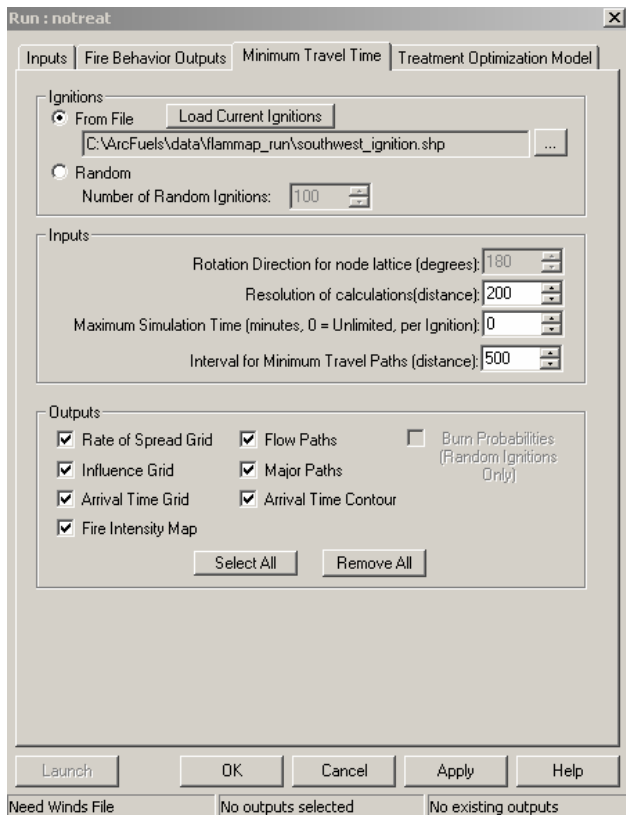 Run : notreat
Inputs
Fire Behavior Outputs
Minimum Travel Time
Treatment Optimization Model
Ignitions
From File
Load Current Ignitions
C:\ArcFuels\data\flammap_run\southwest_ignition.shp
...
Random
Number of Random Ignitions: 100
Inputs
Rotation Direction for node lattice (degrees): 180
Resolution of calculations(distance): 200
Maximum Simulation Time (minutes, 0 = Unlimited, per Ignition): 0
Interval for Minimum Travel Paths (distance): 500
Outputs
Rate of Spread Grid
Flow Paths
Burn Probabilities
(Random Ignitions
Only)
Influence Grid
Major Paths
Arrival Time Grid
Arrival Time Contour
Fire Intensity Map
Select All
Remove All
Launch
OK
Cancel
Apply
Help
Need Winds File
No outputs selected
No existing outputs